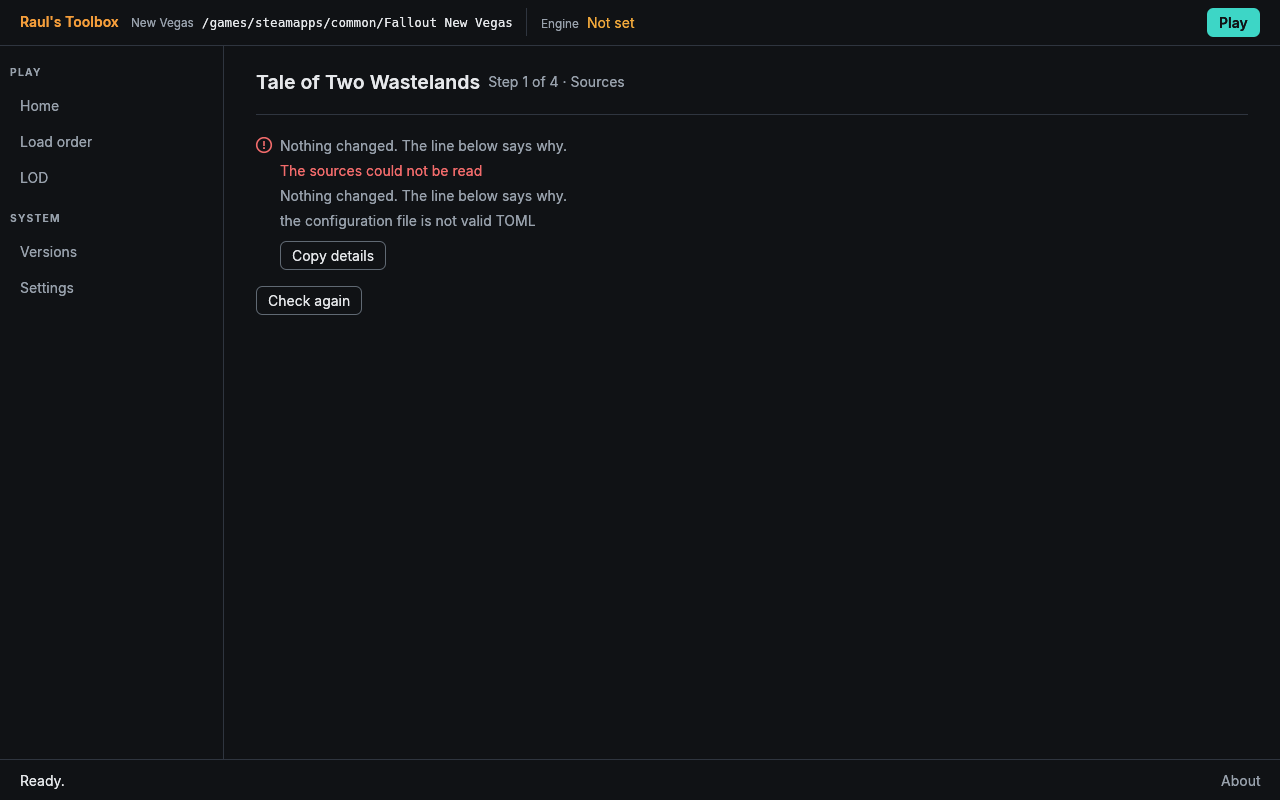 Raul's Toolbox New Vegas /games/steamapps/common/Fallout New Vegas Engine Not set Play
PLAY
Home
Load order
LOD
SYSTEM
Versions
Settings
Tale of Two Wastelands Step 1 of 4 · Sources
Nothing changed. The line below says why.
The sources could not be read
Nothing changed. The line below says why.
the configuration file is not valid TOML
Copy details
Check again
Ready.
About